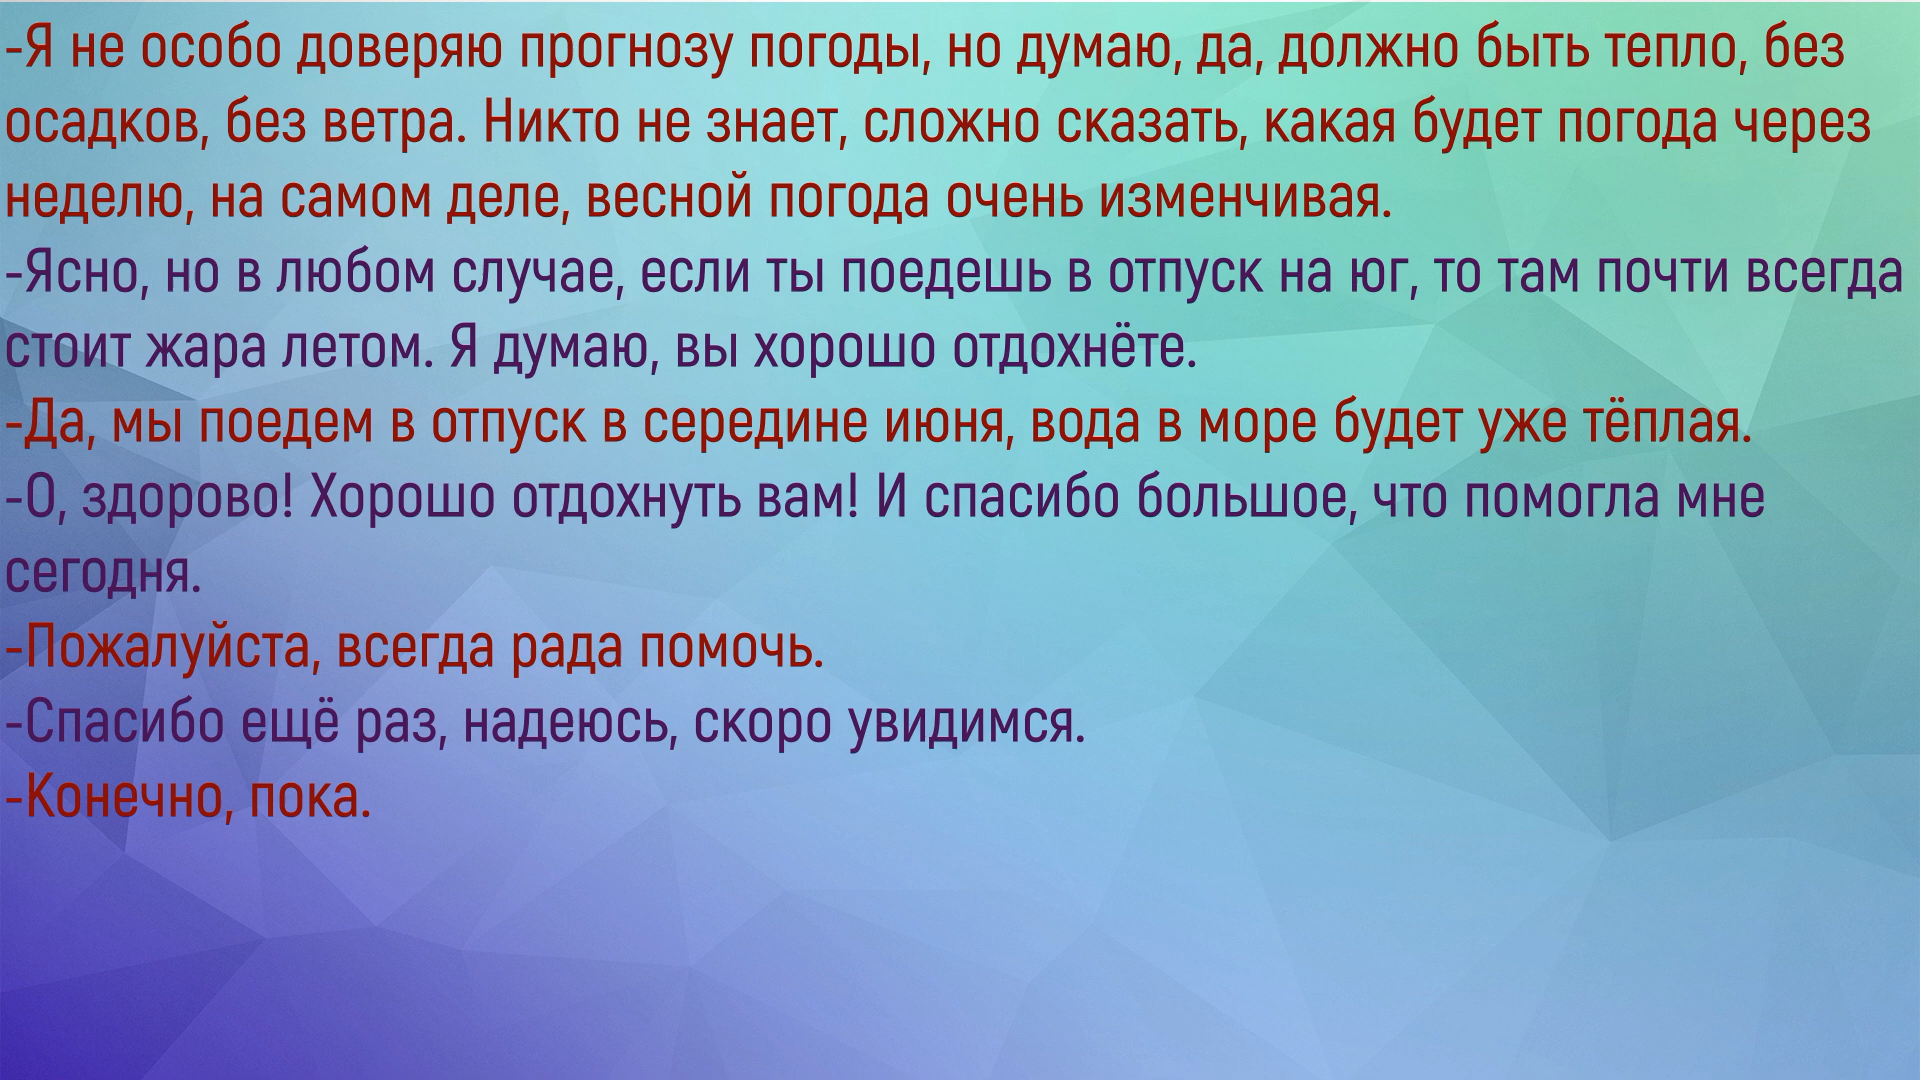 -Я не особо доверяю прогнозу погоды, но думаю, да, должно быть тепло, без
осадков, без ветра. Никто не знает, сложно сказать, какая будет погода через
неделю, на самом деле, весной погода очень изменчивая.
-Ясно, но в любом случае, если ты поедешь в отпуск на юг, то там почти всегда
стоит жара летом. Я думаю, вы хорошо отдохнёте.
-Да, мы поедем в отпуск в середине июня, вода в море будет уже тёплая.
-О, здорово! Хорошо отдохнуть вам! И спасибо большое, что помогла мне
сегодня.
-Пожалуйста, всегда рада помочь.
-Спасибо ещё раз, надеюсь, скоро увидимся.
-Конечно, пока.